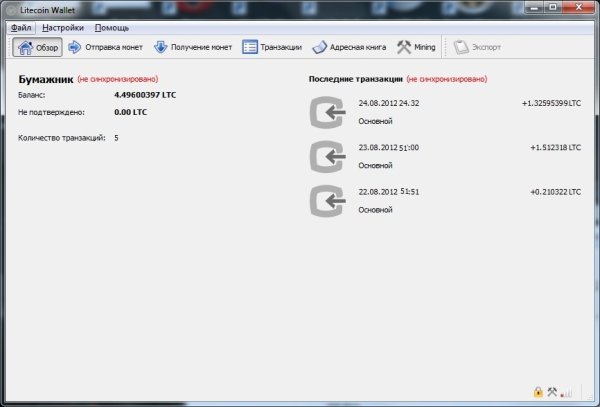 Litecoin Wallet
Файл Настройки Помощь
Обзор Отправка монет Получение монет Транзакции Адресная книга Mining Экспорт
Бумажник (не синхронизировано)
Баланс: 4.49600397 LTC
Не подтверждено: 0.00 LTC
Количество транзакций: 5
Последние транзакции (не синхронизировано)
24.08.2012 24.32 +1.32595399 LTC
Основной
23.08.2012 51:00 +1.512318 LTC
Основной
22.08.2012 51:51 +0.210322 LTC
Основной